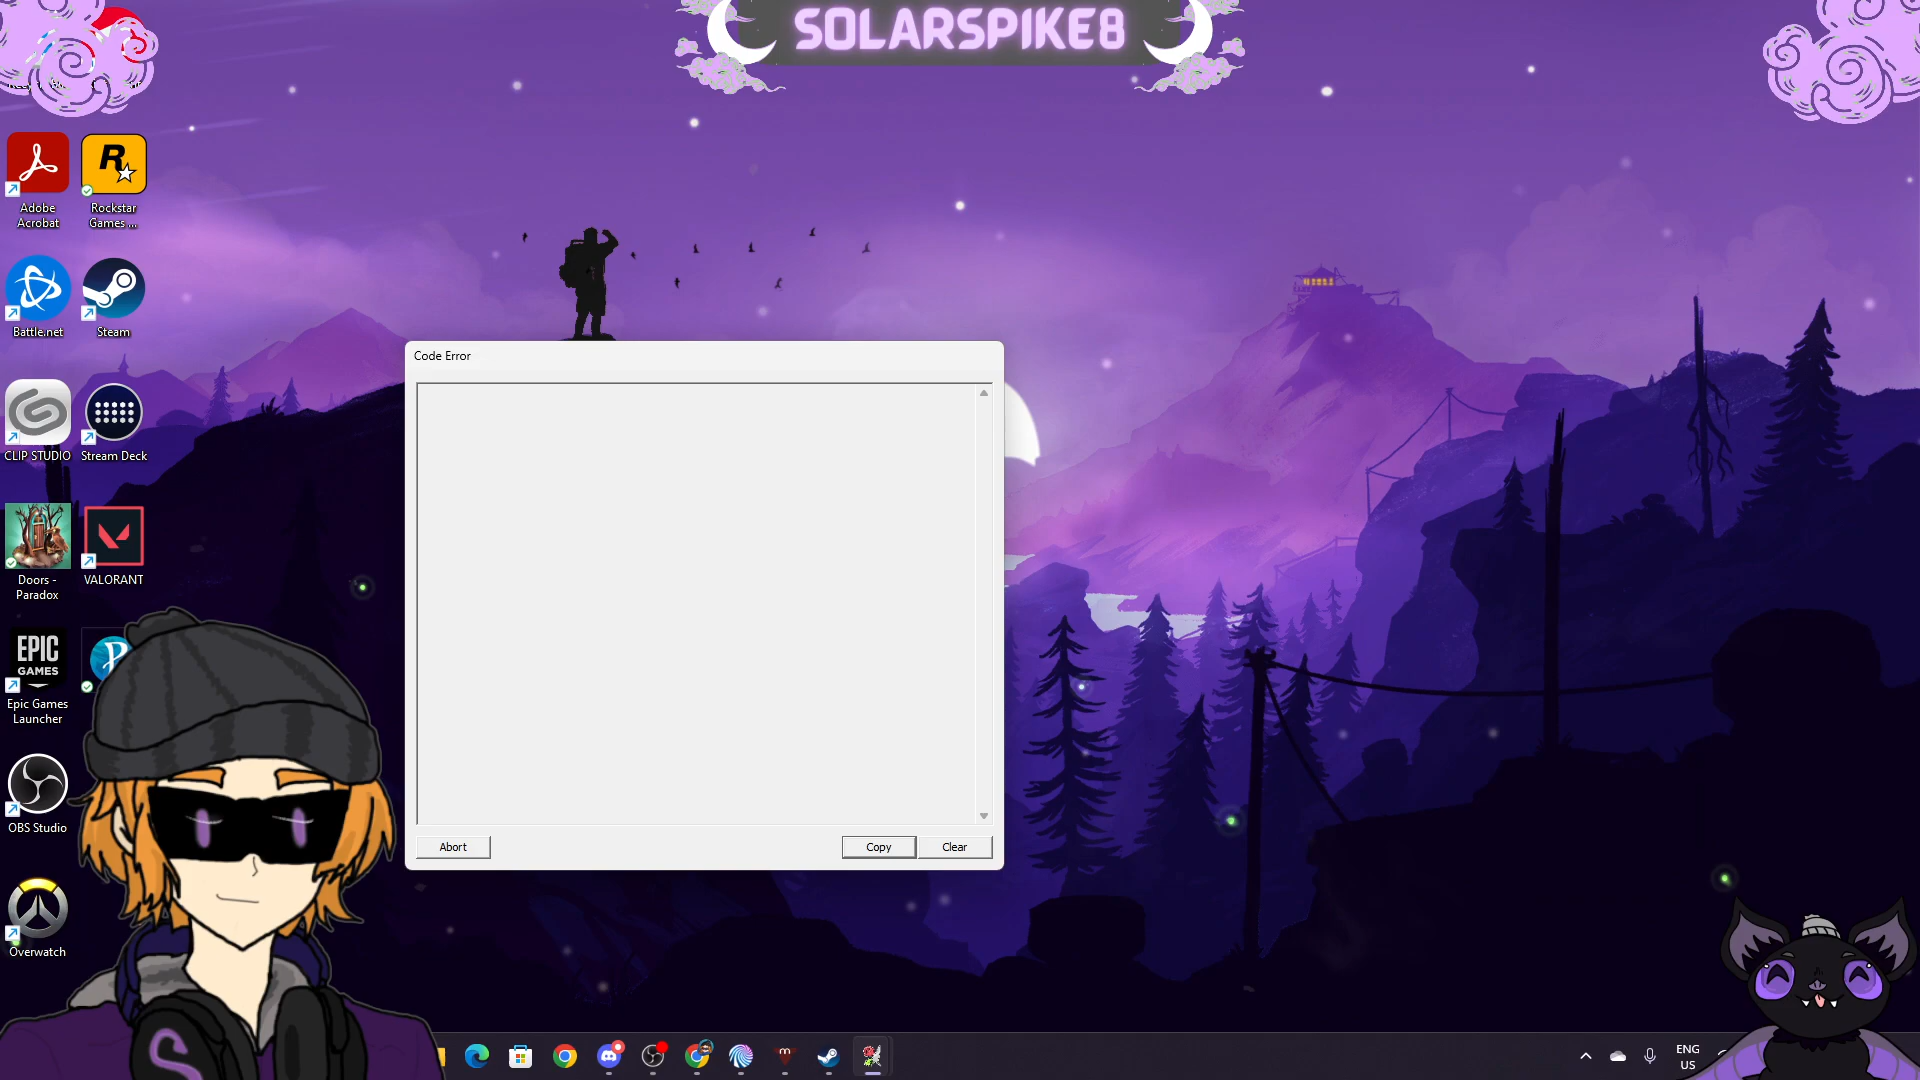 SOLARSPIKE8
Adobe
Acrobat
Rockstar
Games ...
Battle.net
Steam
CLIP STUDIO
Stream Deck
Doors -
Paradox
VALORANT
EPIC
GAMES
Epic Games
Launcher
OBS Studio
Overwatch
Code Error
Abort
Copy
Clear
ENG
US